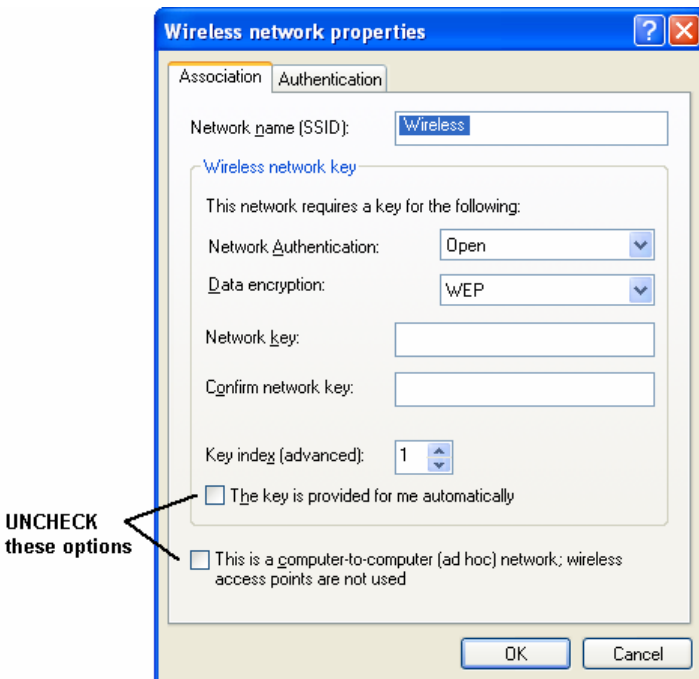 Wireless network properties
Association
Authentication
Network name (SSID):
Wireless
Wireless network key
This network requires a key for the following:
Network Authentication:
Open
Data encryption:
WEP
Network key:
Confirm network key:
Key index (advanced):
1
The key is provided for me automatically
UNCHECK
these options
This is a computer-to-computer (ad hoc) network; wireless
access points are not used
OK
Cancel